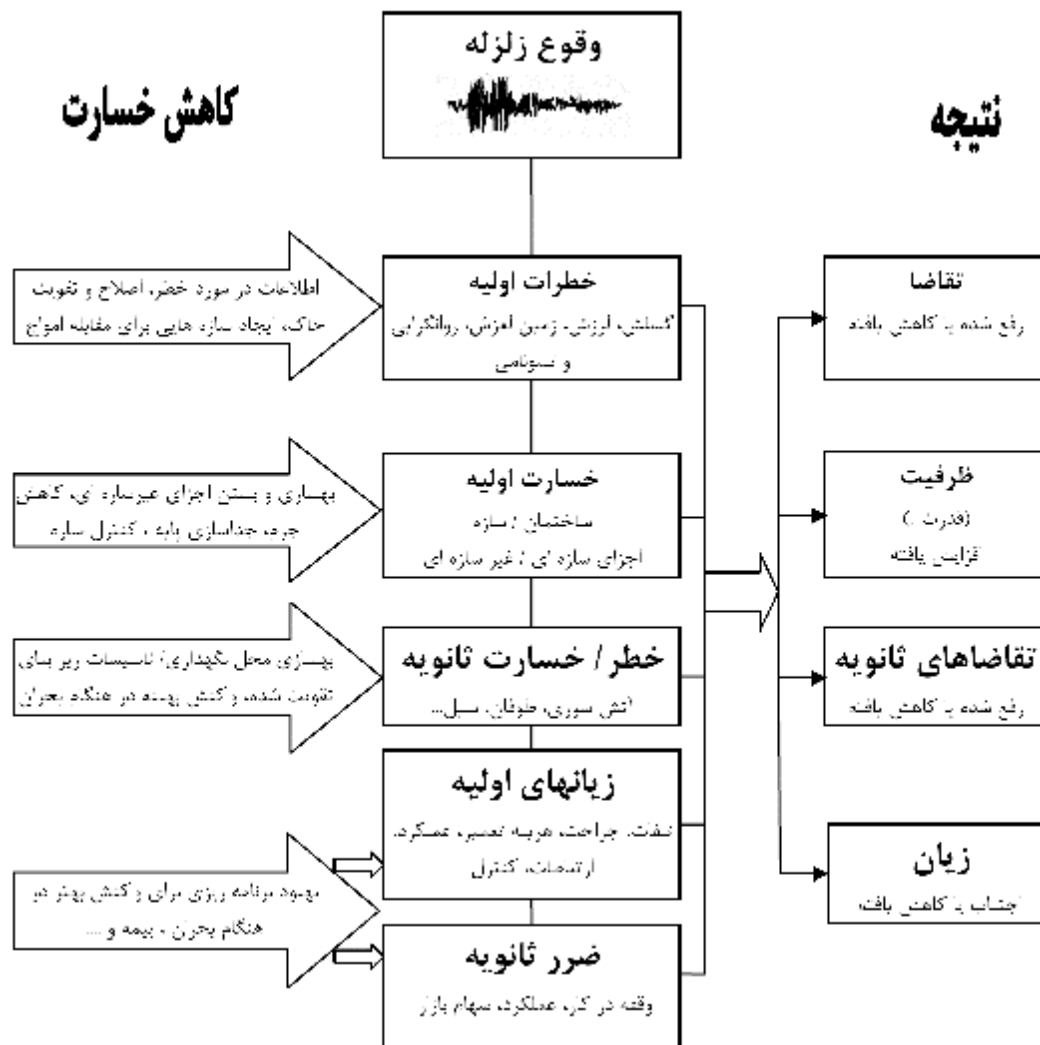 نتیجه
وقوع زلزله
کاهش خسارت
خطرات اولیه
گسلش، لرزش، زمین لغزش، روانگرایی
و سونامی
اطلاعات در مورد خطر، اصلاح و تقویت
خاک، ایجاد سازه هایی برای مقابله امواج
تقاضا
رفع شده یا کاهش یافته
خسارت اولیه
ساختمان / سازه
اجزای سازه ای / غیر سازه ای
بهسازی و بستن اجزای غیرسازه ای، کاهش
جرم، جداسازی پایه ، کنترل سازه
ظرفیت
(قدرت ..)
افزایش یافته
خطر / خسارت ثانویه
آتش سوزی، طوفان، سیل...
بهسازی محل نگهداری/ تاسیسات زیر بنای
تقویت شده، واکنش بهینه در هنگام بحران
تقاضاهای ثانویه
رفع شده یا کاهش یافته
زیانهای اولیه
تلفات، جراحت، هزینه تعمیر، عملکرد،
ارتباطات، کنترل
بهبود برنامه ریزی برای واکنش بهتر در
هنگام بحران ، بیمه و ....
زیان
اجتناب یا کاهش یافته
ضرر ثانویه
وقفه در کار، عملکرد، سهام بازار